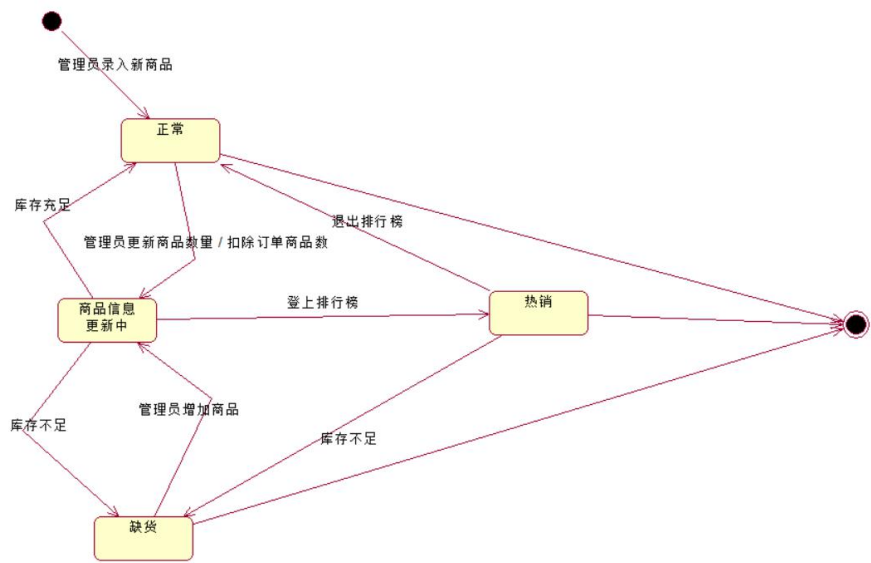 管理员录入新商品
正常
库存充足
退出排行榜
管理员更新商品数量 / 扣除订单商品数
商品信息
更新中
登上排行榜
热销
管理员增加商品
库存不足
库存不足
缺货